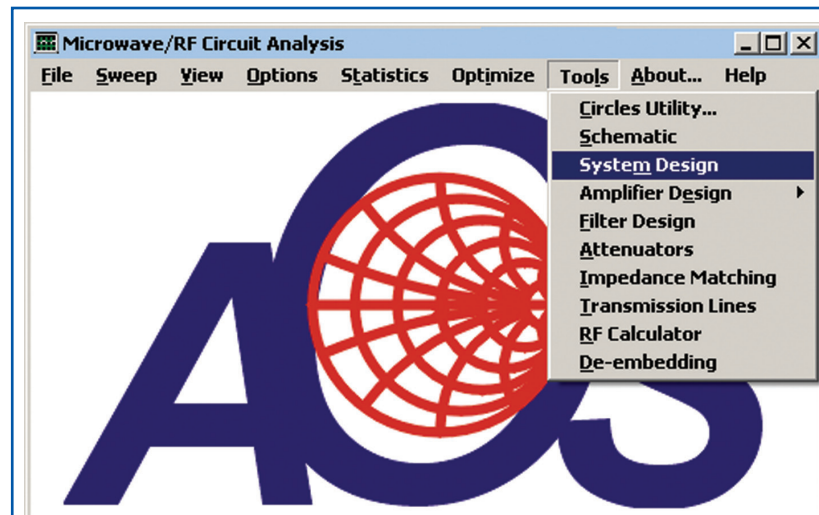 Microwave/RF Circuit Analysis
File Sweep View Options Statistics Optimize Tools About... Help
Circles Utility...
Schematic
System Design
Amplifier Design
Filter Design
Attenuators
Impedance Matching
Transmission Lines
RF Calculator
De-embedding
AOS